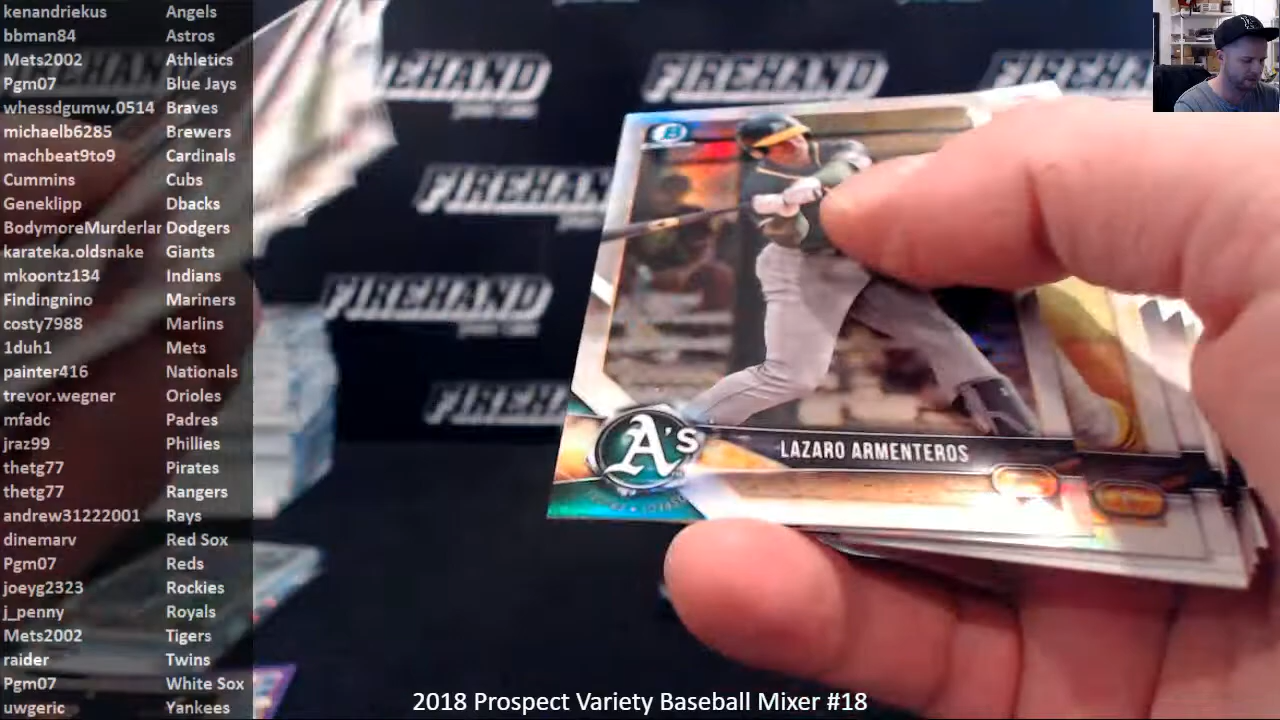 kenandriekus Angels
bbman84 Astros
Mets2002 Athletics
Pgm07 Blue Jays
whessdgumw.0514 Braves
michaelb6285 Brewers
machbeat9to9 Cardinals
Cummins Cubs
Geneklipp Dbacks
BodymoreMurderlar Dodgers
karateka.oldsnake Giants
mkoontz134 Indians
Findingnino Mariners
costy7988 Marlins
1duh1 Mets
painter416 Nationals
trevor.wegner Orioles
mfadc Padres
jraz99 Phillies
thetg77 Pirates
thetg77 Rangers
andrew31222001 Rays
dinemarv Red Sox
Pgm07 Reds
joeyg2323 Rockies
j_penny Royals
Mets2002 Tigers
raider Twins
Pgm07 White Sox
uwgeric Yankees
FIREHAND
FIREHAND
FIREHAND
FIREHAN
FIREHAND
FIREHA
B
A's
LAZARO ARMENTEROS
2018 Prospect Variety Baseball Mixer #18